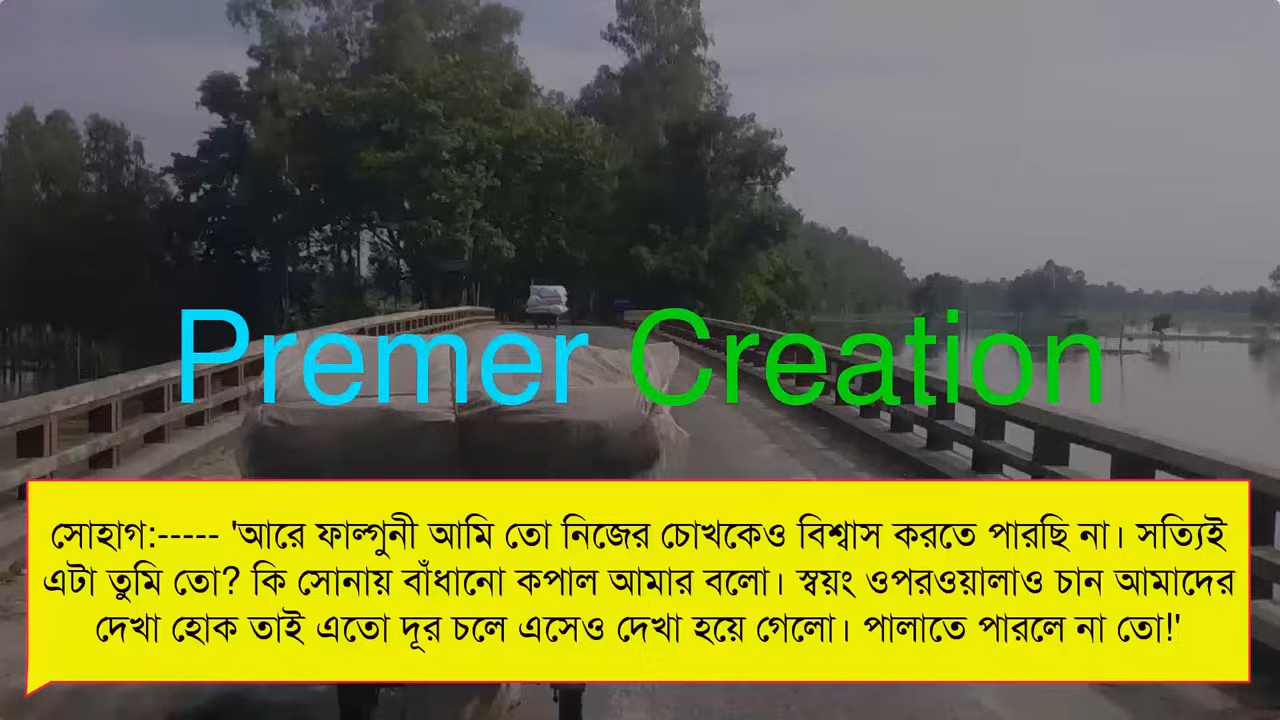 Premer Creation
সোহাগ:----- 'আরে ফাল্গুনী আমি তো নিজের চোখকেও বিশ্বাস করতে পারছি না। সত্যিই
এটা তুমি তো? কি সোনায় বাঁধানো কপাল আমার বলো। স্বয়ং ওপরওয়ালাও চান আমাদের
দেখা হোক তাই এতো দূর চলে এসেও দেখা হয়ে গেলো। পালাতে পারলে না তো!'